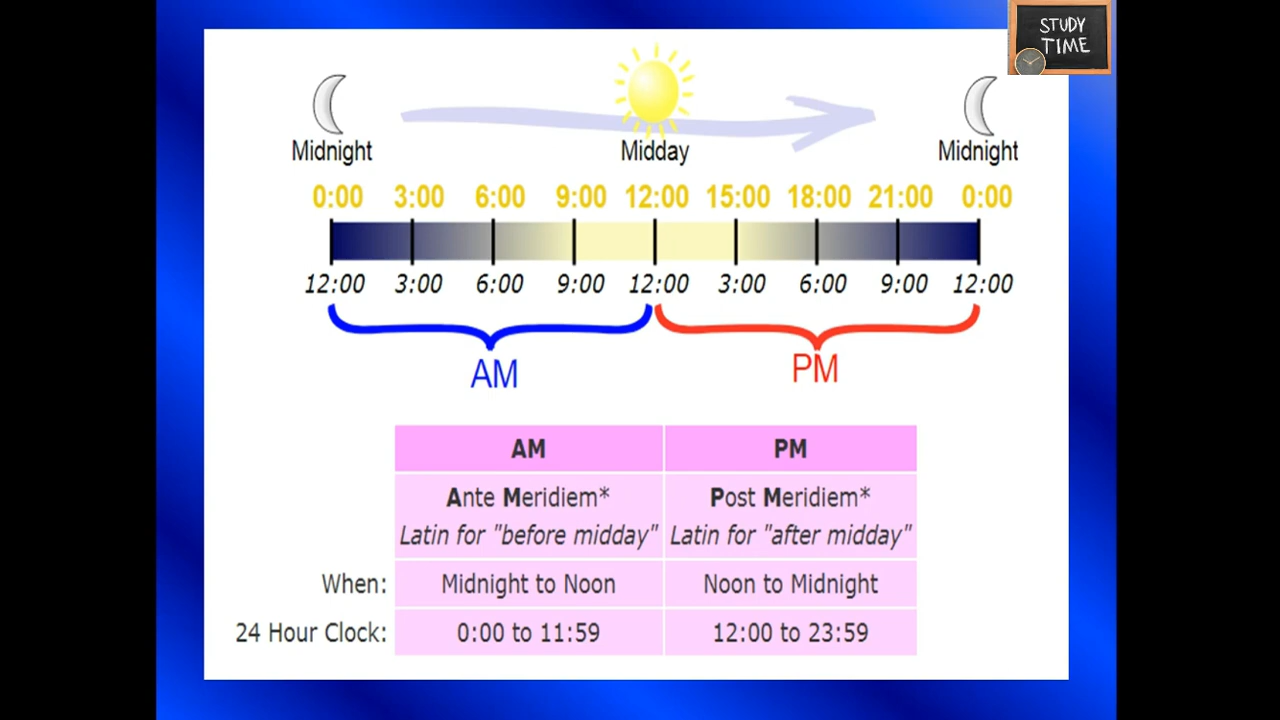 STUDY
TIME
Midnight Midday Midnight
0:00 3:00 6:00 9:00 12:00 15:00 18:00 21:00 0:00
12:00 3:00 6:00 9:00 12:00 3:00 6:00 9:00 12:00
AM PM
AM PM
Ante Meridiem* Post Meridiem*
Latin for "before midday" Latin for "after midday"
When: Midnight to Noon Noon to Midnight
24 Hour Clock: 0:00 to 11:59 12:00 to 23:59